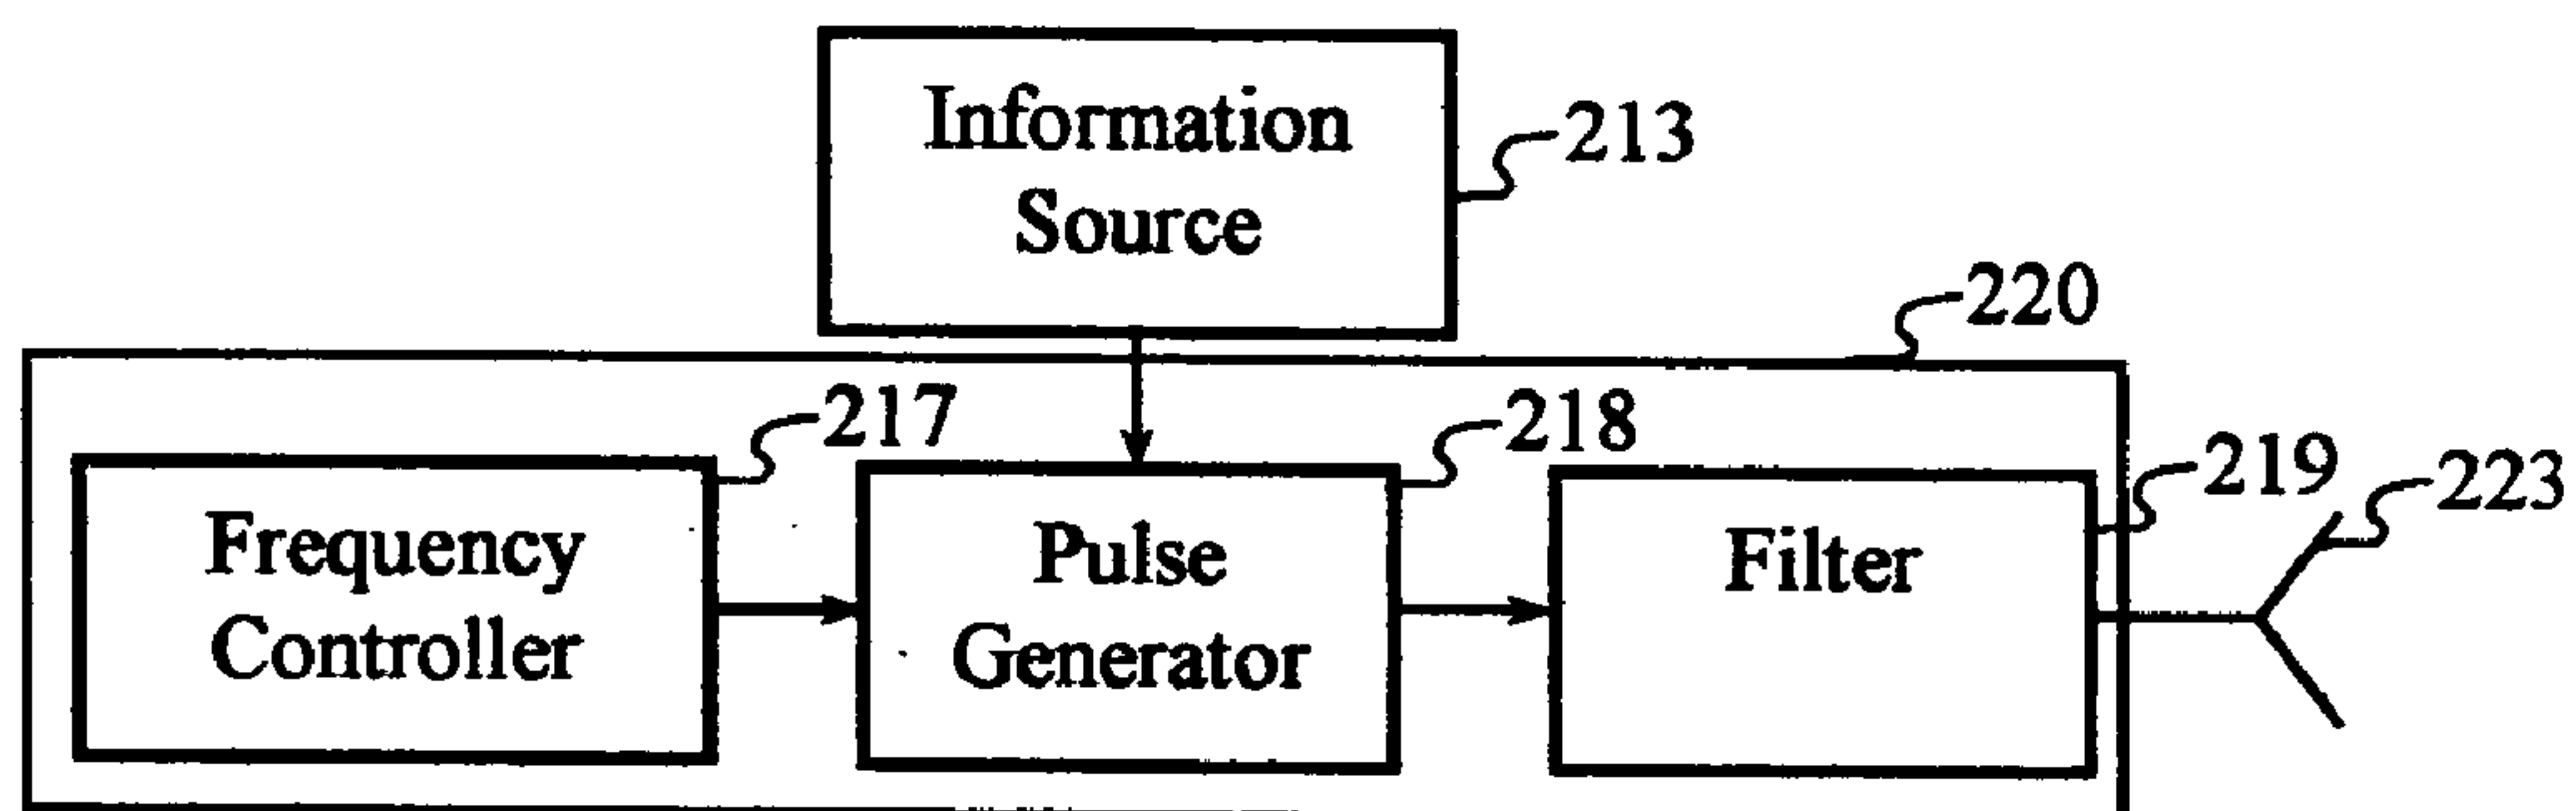 Information
Source
213
220
217
218
219
223
Frequency
Controller
Pulse
Generator
Filter